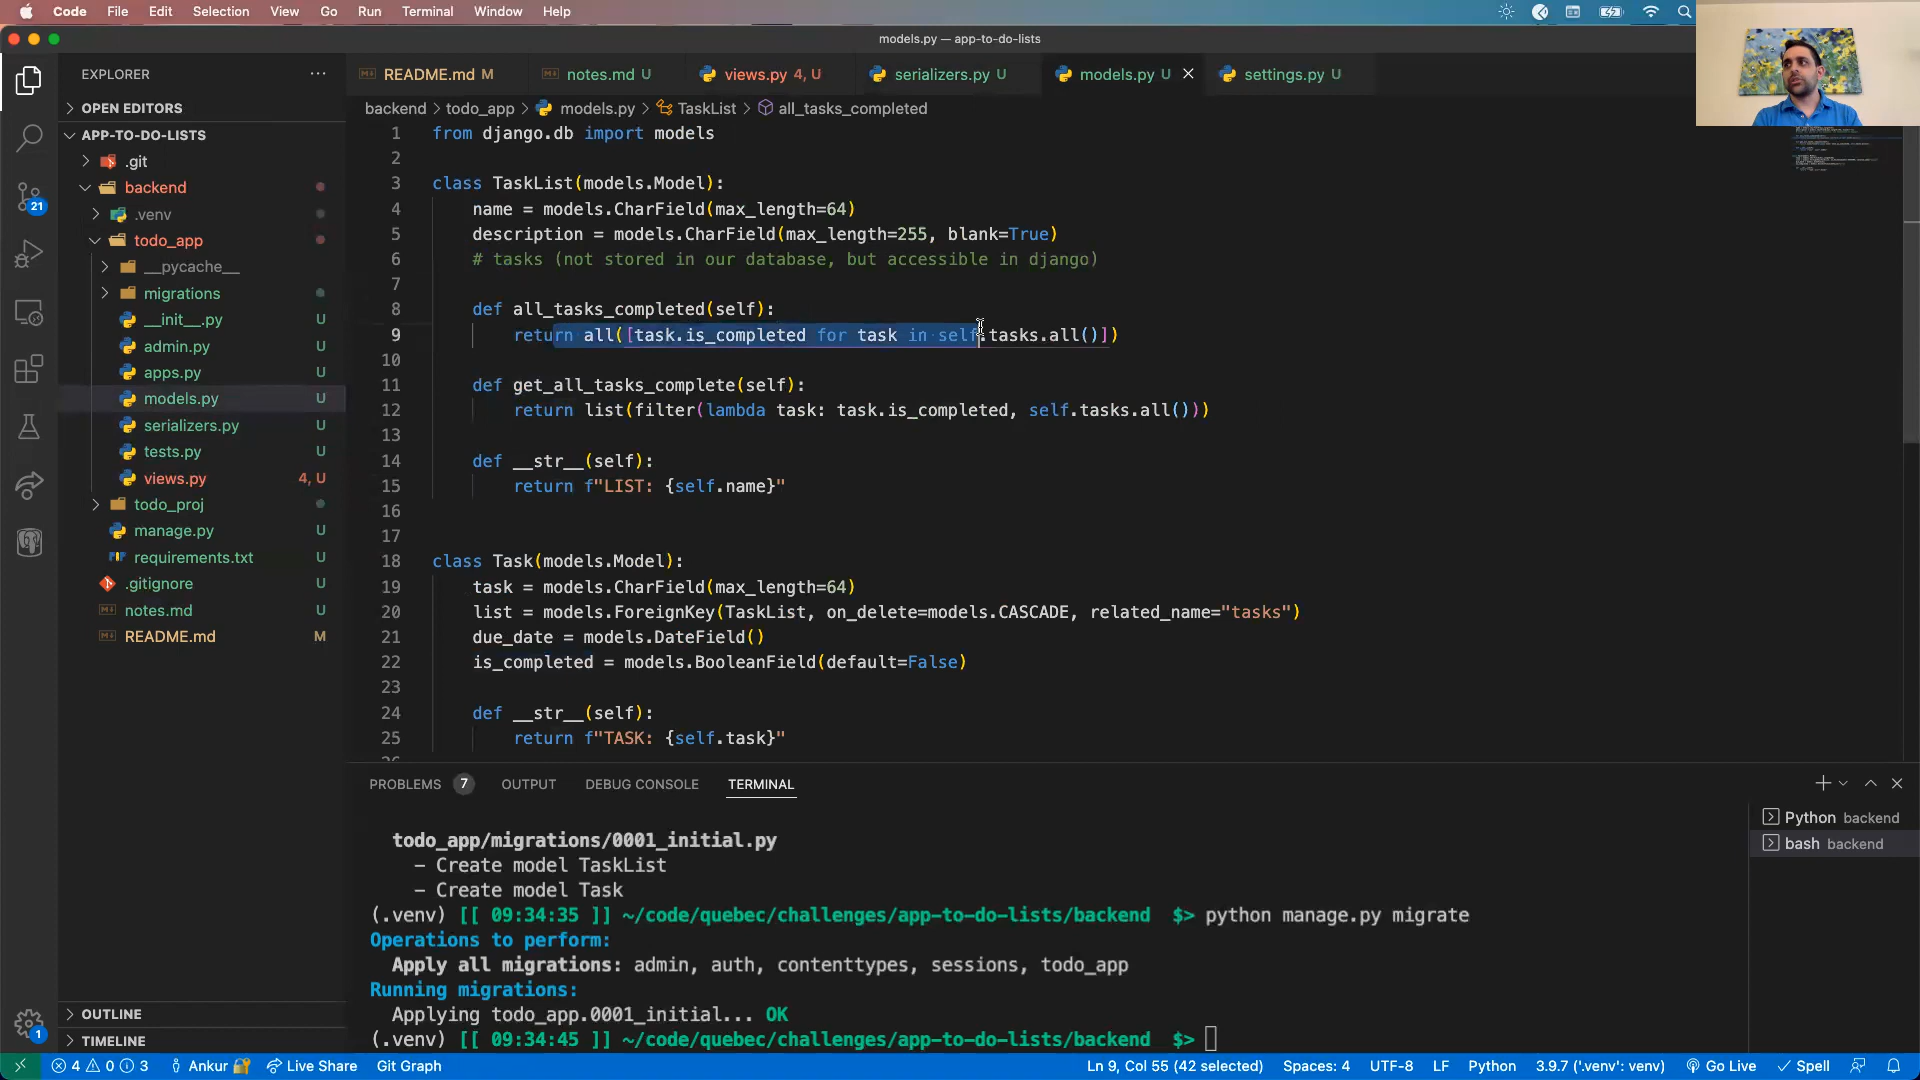 Code File Edit Selection View Go Run Terminal Window Help
models.py — app-to-do-lists
EXPLORER ···
OPEN EDITORS
APP-TO-DO-LISTS
.git
backend
.venv
todo_app
__pycache__
migrations
__init__.py U
admin.py U
apps.py U
models.py U
serializers.py U
tests.py U
views.py 4, U
todo_proj
manage.py U
requirements.txt U
.gitignore U
notes.md U
README.md M
OUTLINE
TIMELINE
21
1
README.md M notes.md U views.py 4, U serializers.py U models.py U settings.py U
backend > todo_app > models.py > TaskList > all_tasks_completed
1 from django.db import models
2
3 class TaskList(models.Model):
4 name = models.CharField(max_length=64)
5 description = models.CharField(max_length=255, blank=True)
6 # tasks (not stored in our database, but accessible in django)
7
8 def all_tasks_completed(self):
9 return all([task.is_completed for task in self.tasks.all()])
10
11 def get_all_tasks_complete(self):
12 return list(filter(lambda task: task.is_completed, self.tasks.all()))
13
14 def __str__(self):
15 return f"LIST: {self.name}"
16
17
18 class Task(models.Model):
19 task = models.CharField(max_length=64)
20 list = models.ForeignKey(TaskList, on_delete=models.CASCADE, related_name="tasks")
21 due_date = models.DateField()
22 is_completed = models.BooleanField(default=False)
23
24 def __str__(self):
25 return f"TASK: {self.task}"
PROBLEMS 7 OUTPUT DEBUG CONSOLE TERMINAL
todo_app/migrations/0001_initial.py
– Create model TaskList
– Create model Task
(.venv) [[ 09:34:35 ]] ~/code/quebec/challenges/app-to-do-lists/backend $> python manage.py migrate
Operations to perform:
Apply all migrations: admin, auth, contenttypes, sessions, todo_app
Running migrations:
Applying todo_app.0001_initial... OK
(.venv) [[ 09:34:45 ]] ~/code/quebec/challenges/app-to-do-lists/backend $>
Python backend
bash backend
4 0 3 Ankur Live Share Git Graph Ln 9, Col 55 (42 selected) Spaces: 4 UTF-8 LF Python 3.9.7 ('.venv': venv) Go Live Spell